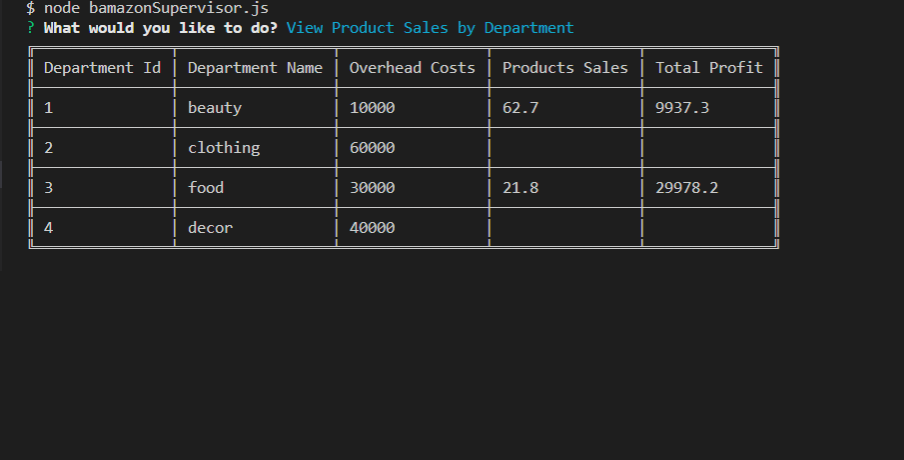 $ node bamazonSupervisor.js
? What would you like to do? View Product Sales by Department
Department Id Department Name Overhead Costs Products Sales Total Profit
1 beauty 10000 62.7 9937.3
2 clothing 60000
3 food 30000 21.8 29978.2
4 decor 40000